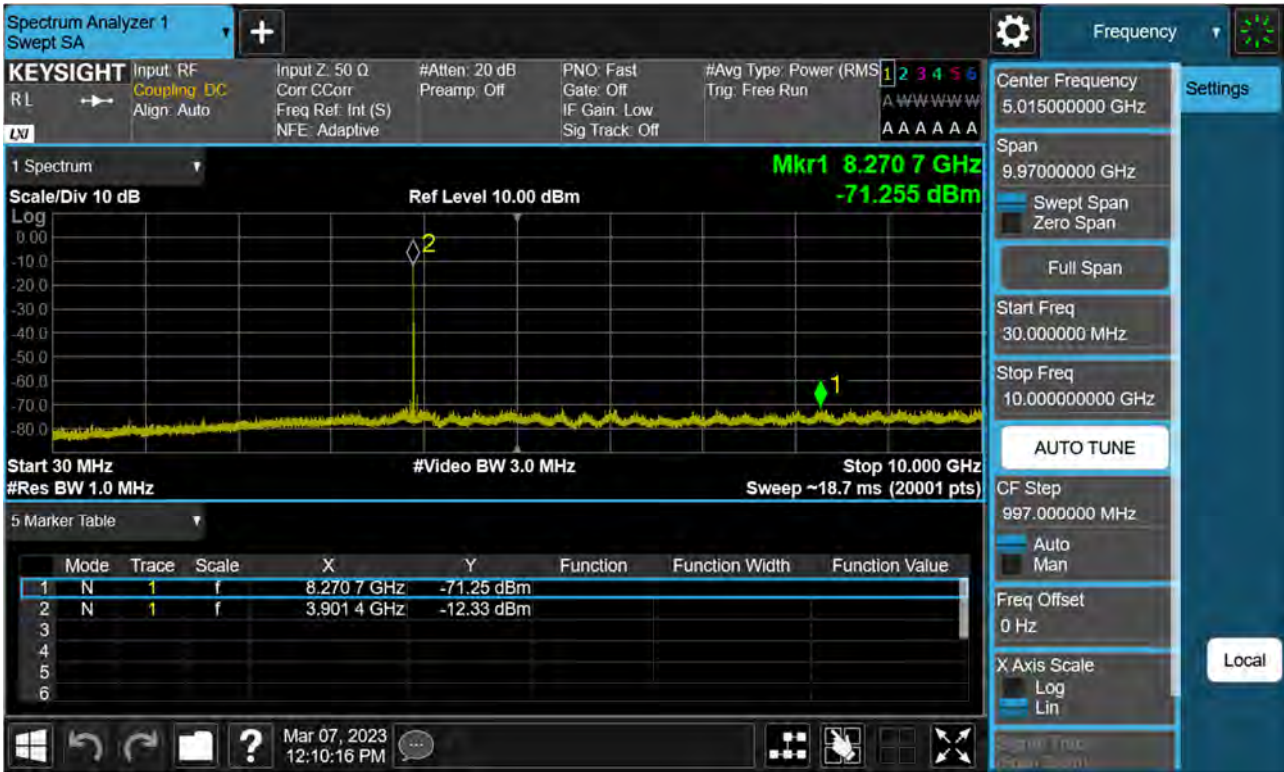 Spectrum Analyzer 1
Swept SA
Frequency
KEYSIGHT
RL
LXI
Input: RF
Coupling: DC
Align: Auto
Input Z: 50 Ω
Corr CCorr
Freq Ref: Int (S)
NFE: Adaptive
#Atten: 20 dB
Preamp: Off
PNO: Fast
Gate: Off
IF Gain: Low
Sig Track: Off
#Avg Type: Power (RMS
Trig: Free Run
1 2 3 4 5 6
A W W W W W
A A A A A A
1 Spectrum
Scale/Div 10 dB
Ref Level 10.00 dBm
Mkr1 8.270 7 GHz
-71.255 dBm
Log
0.00
-10.0
-20.0
-30.0
-40.0
-50.0
-60.0
-70.0
-80.0
2
1
Start 30 MHz
#Video BW 3.0 MHz
Stop 10.000 GHz
#Res BW 1.0 MHz
Sweep ~18.7 ms (20001 pts)
5 Marker Table
Mode Trace Scale X Y Function Function Width Function Value
1 N 1 f 8.270 7 GHz -71.25 dBm
2 N 1 f 3.901 4 GHz -12.33 dBm
3
4
5
6
Mar 07, 2023
12:10:16 PM
Center Frequency
5.015000000 GHz
Settings
Span
9.97000000 GHz
Swept Span
Zero Span
Full Span
Start Freq
30.000000 MHz
Stop Freq
10.000000000 GHz
AUTO TUNE
CF Step
997.000000 MHz
Auto
Man
Freq Offset
0 Hz
X Axis Scale
Log
Lin
Local